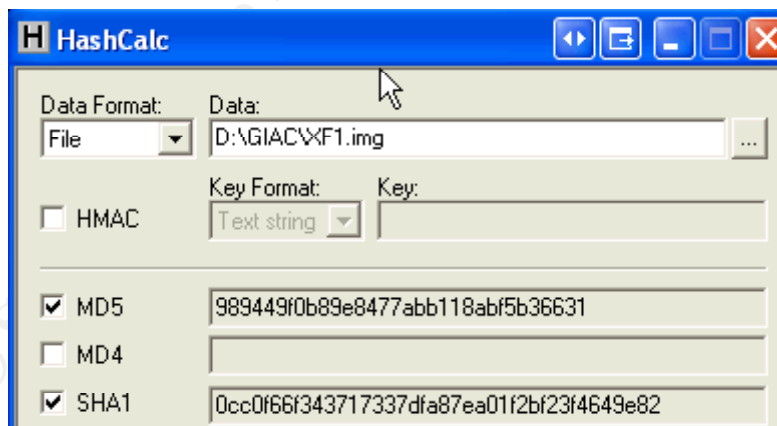 HashCalc
Data Format: Data:
File D:\GIAC\XF1.img ...
Key Format: Key:
HMAC Text string
MD5 989449f0b89e8477abb118abf5b36631
MD4
SHA1 0cc0f66f343717337dfa87ea01f2bf23f4649e82